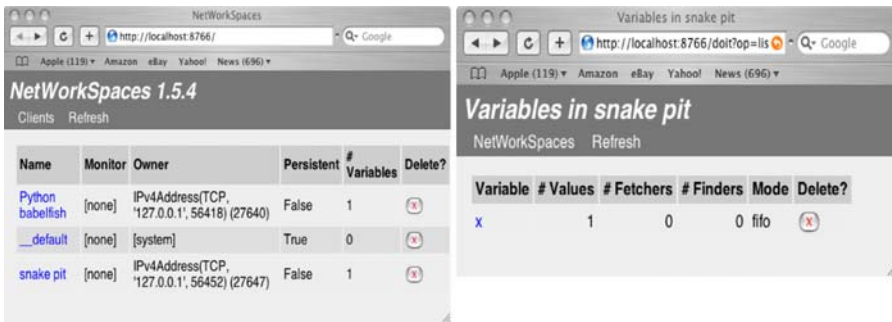 NetWorkSpaces
http://localhost:8766/
Google
Apple (119) Amazon eBay Yahoo! News (696)
NetWorkSpaces 1.5.4
Clients Refresh
Name Monitor Owner Persistent # Variables Delete?
Python babelfish [none] IPv4Address(TCP, '127.0.0.1', 56418) (27640) False 1 x
__default [none] [system] True 0 x
snake pit [none] IPv4Address(TCP, '127.0.0.1', 56452) (27647) False 1 x
Variables in snake pit
http://localhost:8766/doit?op=lis
Google
Apple (119) Amazon eBay Yahoo! News (696)
Variables in snake pit
NetWorkSpaces Refresh
Variable # Values # Fetchers # Finders Mode Delete?
x 1 0 0 fifo x